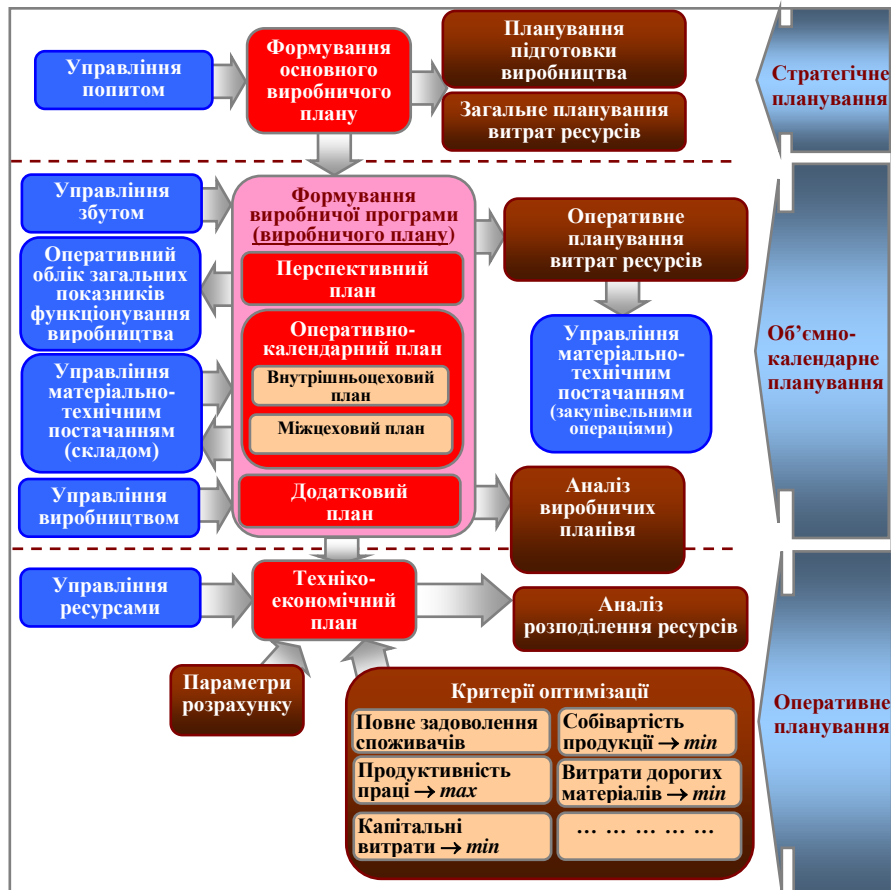 Управління
попитом
Формування
основного
виробничого
плану
Планування
підготовки
виробництва
Загальне планування
витрат ресурсів
Стратегічне
планування
Управління
збутом
Оперативний
облік загальних
показників
функціонування
виробництва
Управління
матеріально-
технічним
постачанням
(складом)
Управління
виробництвом
Формування
виробничої програми
(виробничого плану)
Перспективний
план
Оперативно-
календарний план
Внутрішньоцеховий
план
Міжцеховий план
Додатковий
план
Оперативне
планування
витрат ресурсів
Управління
матеріально-
технічним
постачанням
(закупівельними
операціями)
Аналіз
виробничих
планівя
Об’ємно-
календарне
планування
Управління
ресурсами
Техніко-
економічний
план
Аналіз
розподілення ресурсів
Параметри
розрахунку
Критерії оптимізації
Повне задоволення
споживачів
Собівартість
продукції → min
Продуктивність
праці → max
Витрати дорогих
матеріалів → min
Капітальні
витрати → min
… … … … …
Оперативне
планування